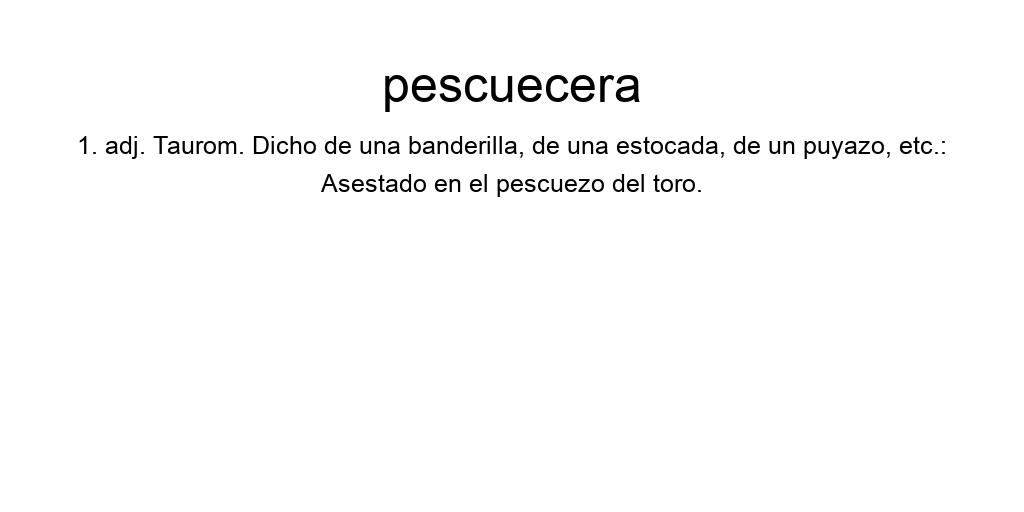 pescuecera
1. adj. Taurom. Dicho de una banderilla, de una estocada, de un puyazo, etc.:
Asestado en el pescuezo del toro.